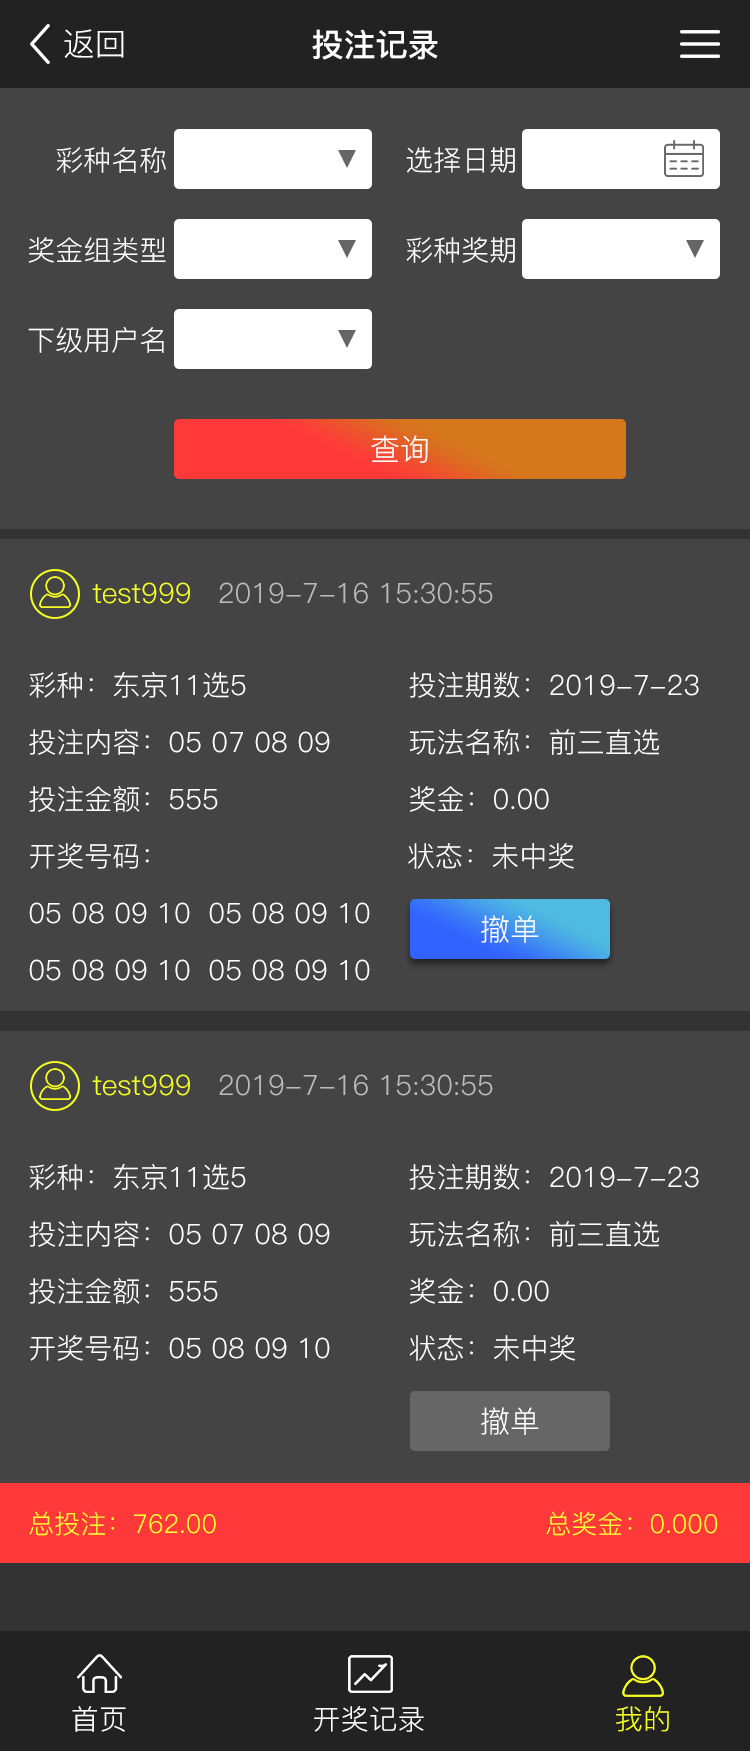 返回
投注记录
彩种名称
选择日期
奖金组类型
彩种奖期
下级用户名
查询
test999 2019-7-16 15:30:55
彩种：东京11选5
投注期数：2019-7-23
投注内容：05 07 08 09
玩法名称：前三直选
投注金额：555
奖金：0.00
开奖号码：
状态：未中奖
05 08 09 10 05 08 09 10
撤单
05 08 09 10 05 08 09 10
test999 2019-7-16 15:30:55
彩种：东京11选5
投注期数：2019-7-23
投注内容：05 07 08 09
玩法名称：前三直选
投注金额：555
奖金：0.00
开奖号码：05 08 09 10
状态：未中奖
撤单
总投注：762.00
总奖金：0.000
首页
开奖记录
我的